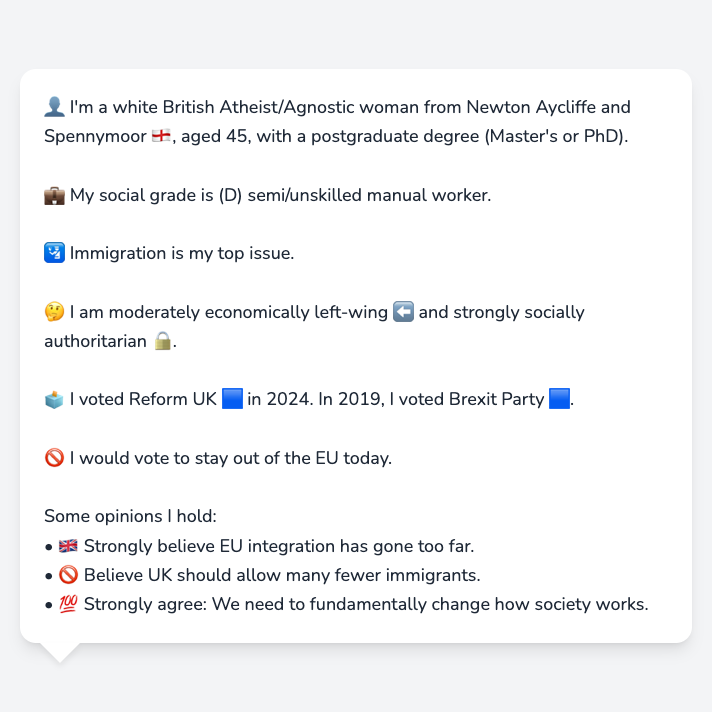 👤 I'm a white British Atheist/Agnostic woman from Newton Aycliffe and
Spennymoor 🏴󠁧󠁢󠁥󠁮󠁧󠁿, aged 45, with a postgraduate degree (Master's or PhD).
💼 My social grade is (D) semi/unskilled manual worker.
🛂 Immigration is my top issue.
🤔 I am moderately economically left-wing ⬅️ and strongly socially
authoritarian 🔒.
🗳️ I voted Reform UK 🟦 in 2024. In 2019, I voted Brexit Party 🟦.
🚫 I would vote to stay out of the EU today.
Some opinions I hold:
• 🇬🇧 Strongly believe EU integration has gone too far.
• 🚫 Believe UK should allow many fewer immigrants.
• 💯 Strongly agree: We need to fundamentally change how society works.